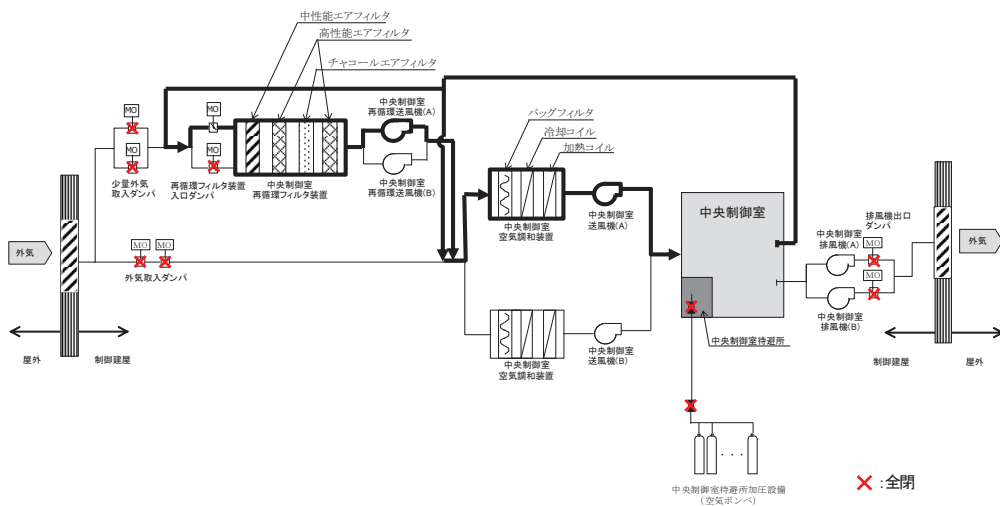 中性能エアフィルタ
高性能エアフィルタ
チャコールエアフィルタ
MO
MO
少量外気
取入ダンパ
MO
MO
再循環フィルタ装置
入口ダンパ
中央制御室
再循環フィルタ装置
中央制御室
再循環送風機(A)
中央制御室
再循環送風機(B)
バッグフィルタ
冷却コイル
加熱コイル
中央制御室
空気調和装置
中央制御室
送風機(A)
中央制御室
排風機出口
ダンパ
中央制御室
排風機(A)
MO
MO
中央制御室
排風機(B)
外気
外気
MO
MO
外気取入ダンパ
屋外
制御建屋
中央制御室
空気調和装置
中央制御室
送風機(B)
中央制御室待避所
制御建屋
屋外
・・・
中央制御室待避所加圧設備
(空気ボンベ)
:全閉